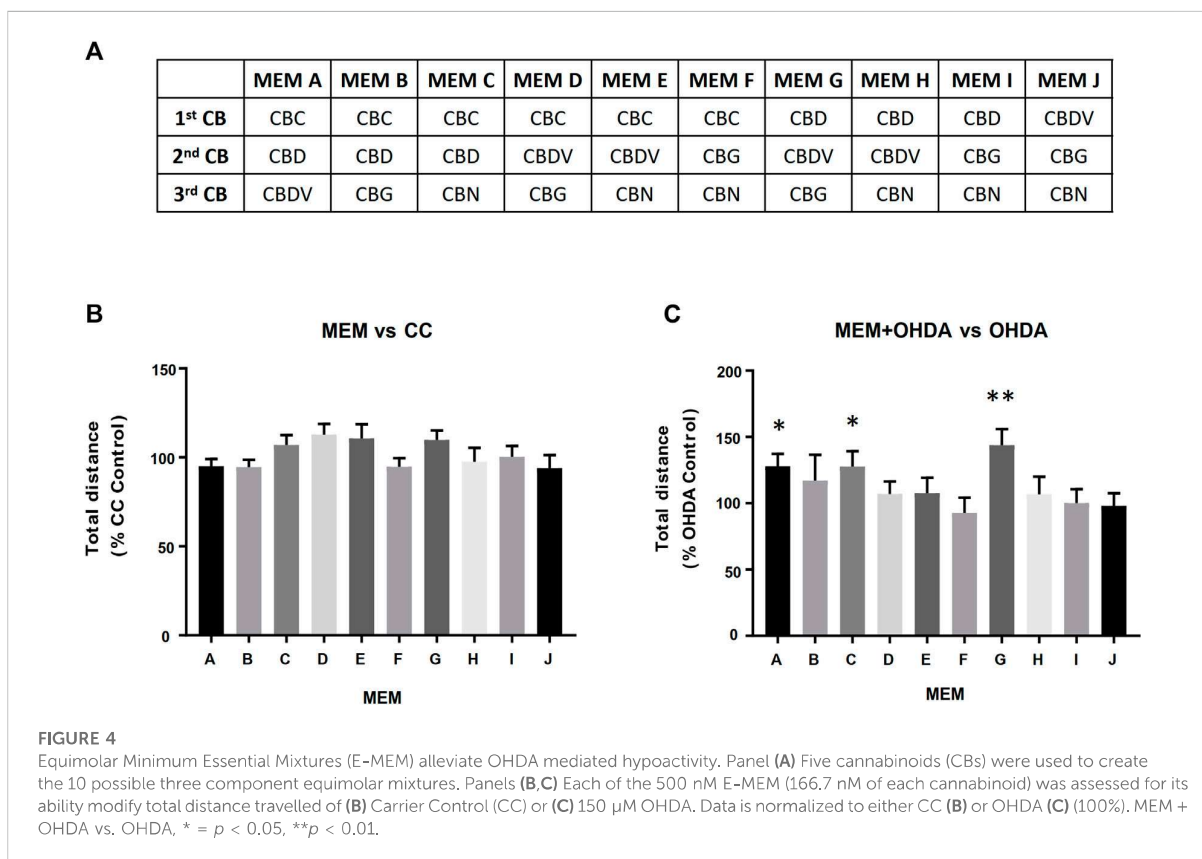 A
MEM A MEM B MEM C MEM D MEM E MEM F MEM G MEM H MEM I MEM J
1st CB CBC CBC CBC CBC CBC CBC CBD CBD CBD CBDV
2nd CB CBD CBD CBD CBDV CBDV CBG CBDV CBDV CBG CBG
3rd CB CBDV CBG CBN CBG CBN CBN CBG CBN CBN CBN
B
MEM vs CC
Total distance
(% CC Control)
150
100
50
0
A B C D E F G H I J
MEM
C
MEM+OHDA vs OHDA
Total distance
(% OHDA Control)
200
150
100
50
0
* * **
A B C D E F G H I J
MEM
FIGURE 4
Equimolar Minimum Essential Mixtures (E-MEM) alleviate OHDA mediated hypoactivity. Panel (A) Five cannabinoids (CBs) were used to create
the 10 possible three component equimolar mixtures. Panels (B,C) Each of the 500 nM E-MEM (166.7 nM of each cannabinoid) was assessed for its
ability modify total distance travelled of (B) Carrier Control (CC) or (C) 150 μM OHDA. Data is normalized to either CC (B) or OHDA (C) (100%). MEM +
OHDA vs. OHDA, * = p < 0.05, **p < 0.01.